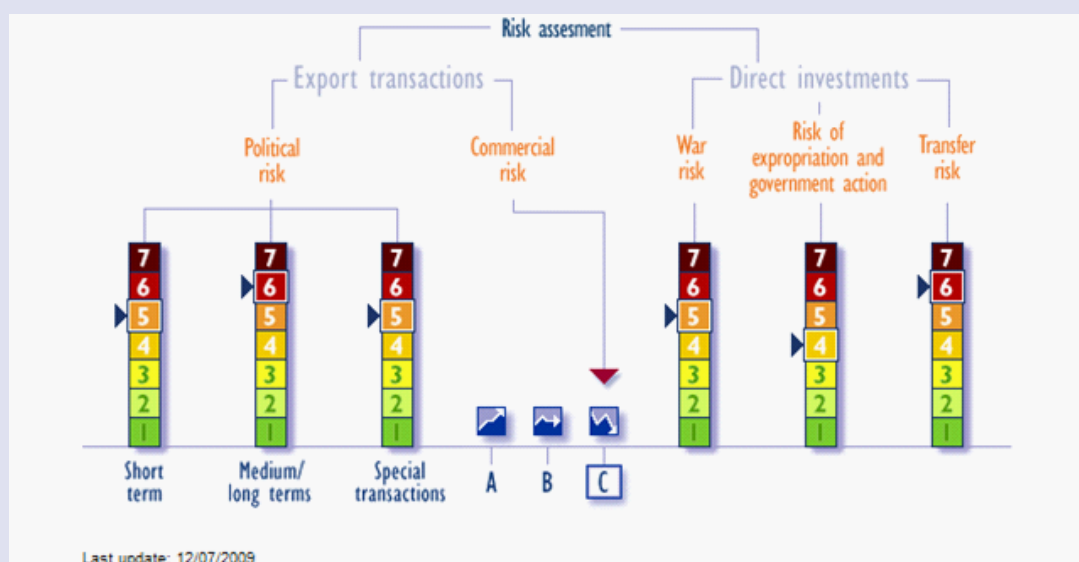 Risk assesment
Export transactions
Direct investments
Political
risk
Commercial
risk
War
risk
Risk of
expropriation and
government action
Transfer
risk
7 7 7 7 7 7
6 6 6 6 6 6
5 5 5 5 5 5
4 4 4 4 4 4
3 3 3 3 3 3
2 2 2 2 2 2
1 1 1 1 1 1
Short
term
Medium/
long terms
Special
transactions
A B C
Last update: 12/07/2009